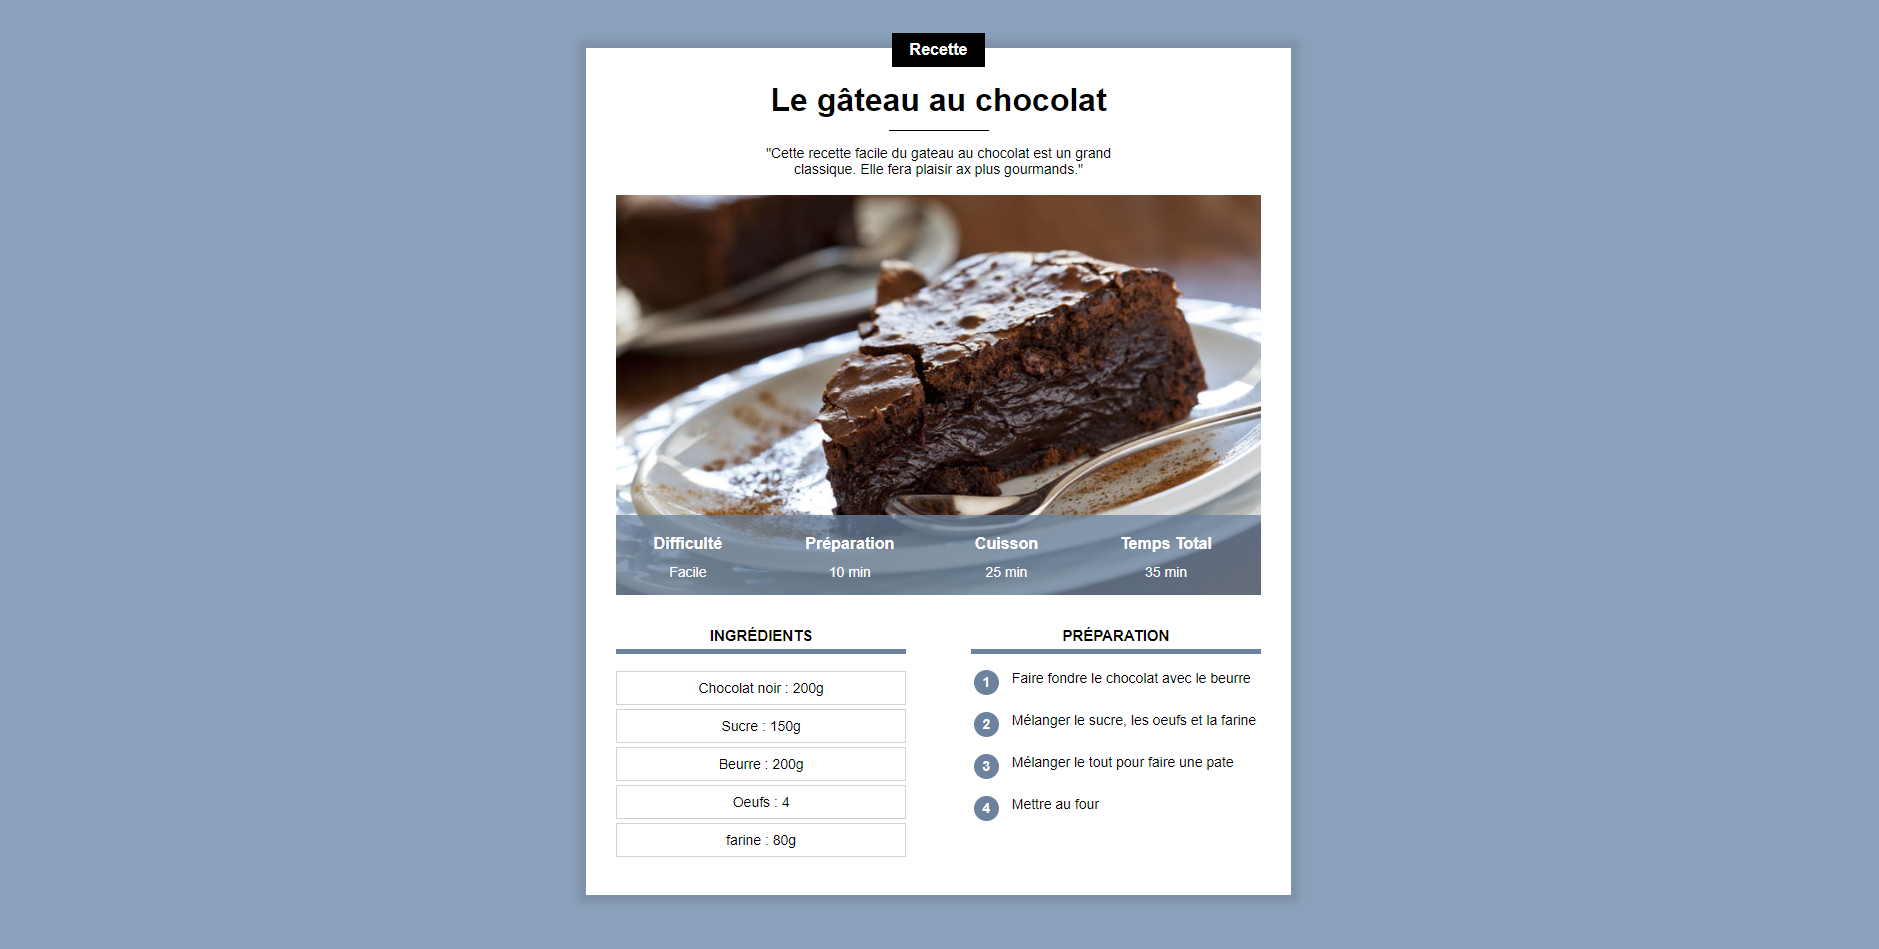 Recette
Le gâteau au chocolat
"Cette recette facile du gateau au chocolat est un grand
classique. Elle fera plaisir ax plus gourmands."
Difficulté Préparation Cuisson Temps Total
Facile 10 min 25 min 35 min
INGRÉDIENTS
Chocolat noir : 200g
Sucre : 150g
Beurre : 200g
Oeufs : 4
farine : 80g
PRÉPARATION
1 Faire fondre le chocolat avec le beurre
2 Mélanger le sucre, les oeufs et la farine
3 Mélanger le tout pour faire une pate
4 Mettre au four